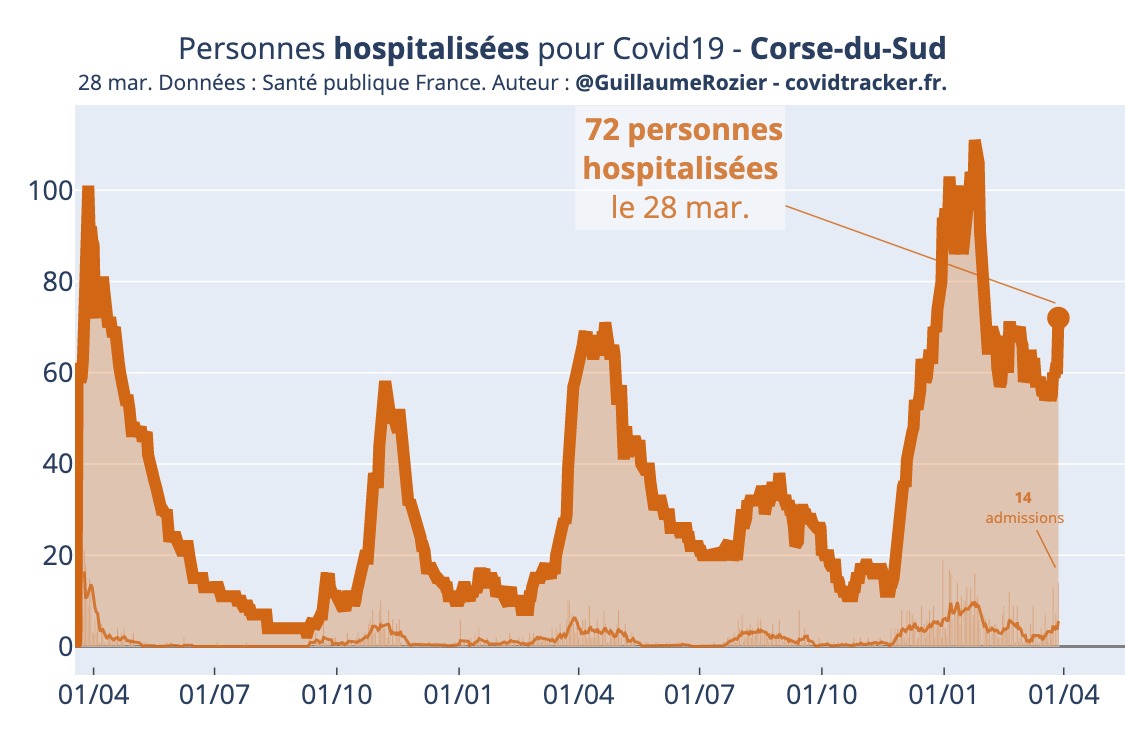 Personnes hospitalisées pour Covid19 - Corse-du-Sud
28 mar. Données : Santé publique France. Auteur : @GuillaumeRozier - covidtracker.fr.
72 personnes
hospitalisées
le 28 mar.
100
80
60
40
20
0
14
admissions
01/04
01/07
01/10
01/01
01/04
01/07
01/10
01/01
01/04